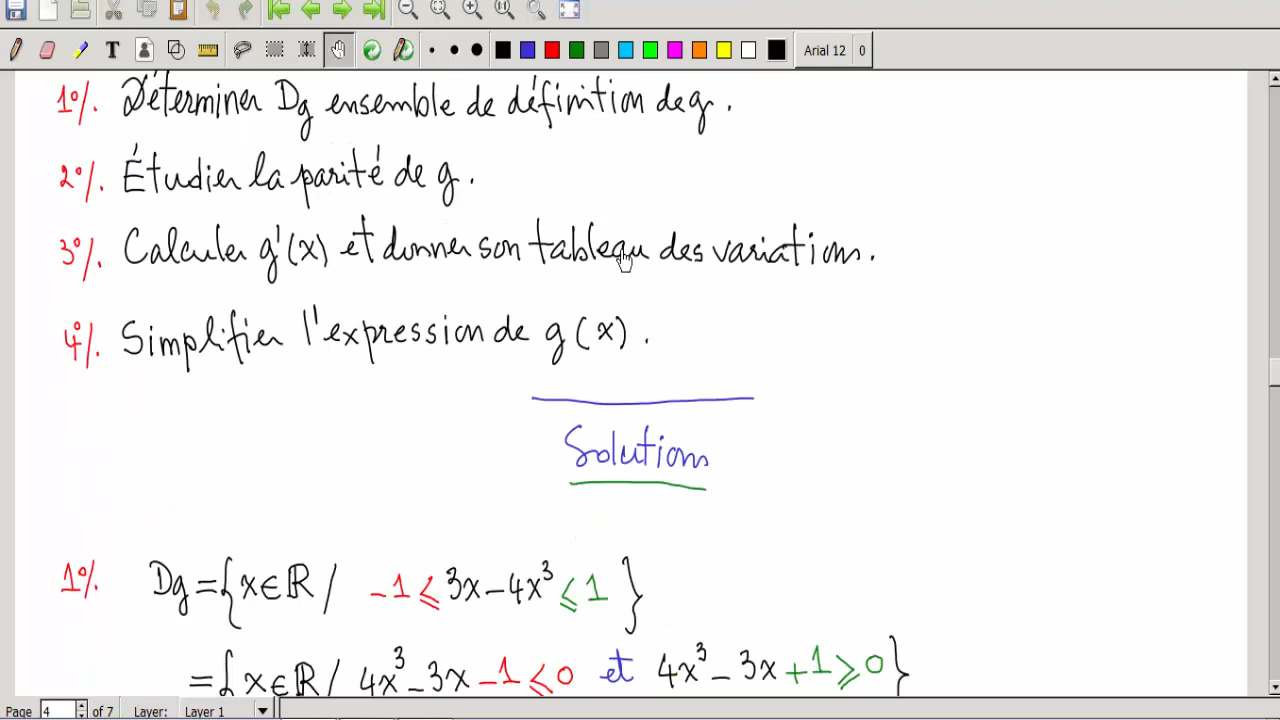 Arial 12 0
1°/. Déterminer Dg ensemble de définition de g.
2°/. Étudier la parité de g.
3°/. Calculer g'(x) et donner son tableau des variations.
4°/. Simplifier l'expression de g(x).
Solution
1°/. Dg={x∈ℝ/ -1⩽3x-4x³⩽1}
={x∈ℝ/ 4x³-3x-1⩽0 et 4x³-3x+1⩾0}
Page 4 of 7 Layer: Layer 1